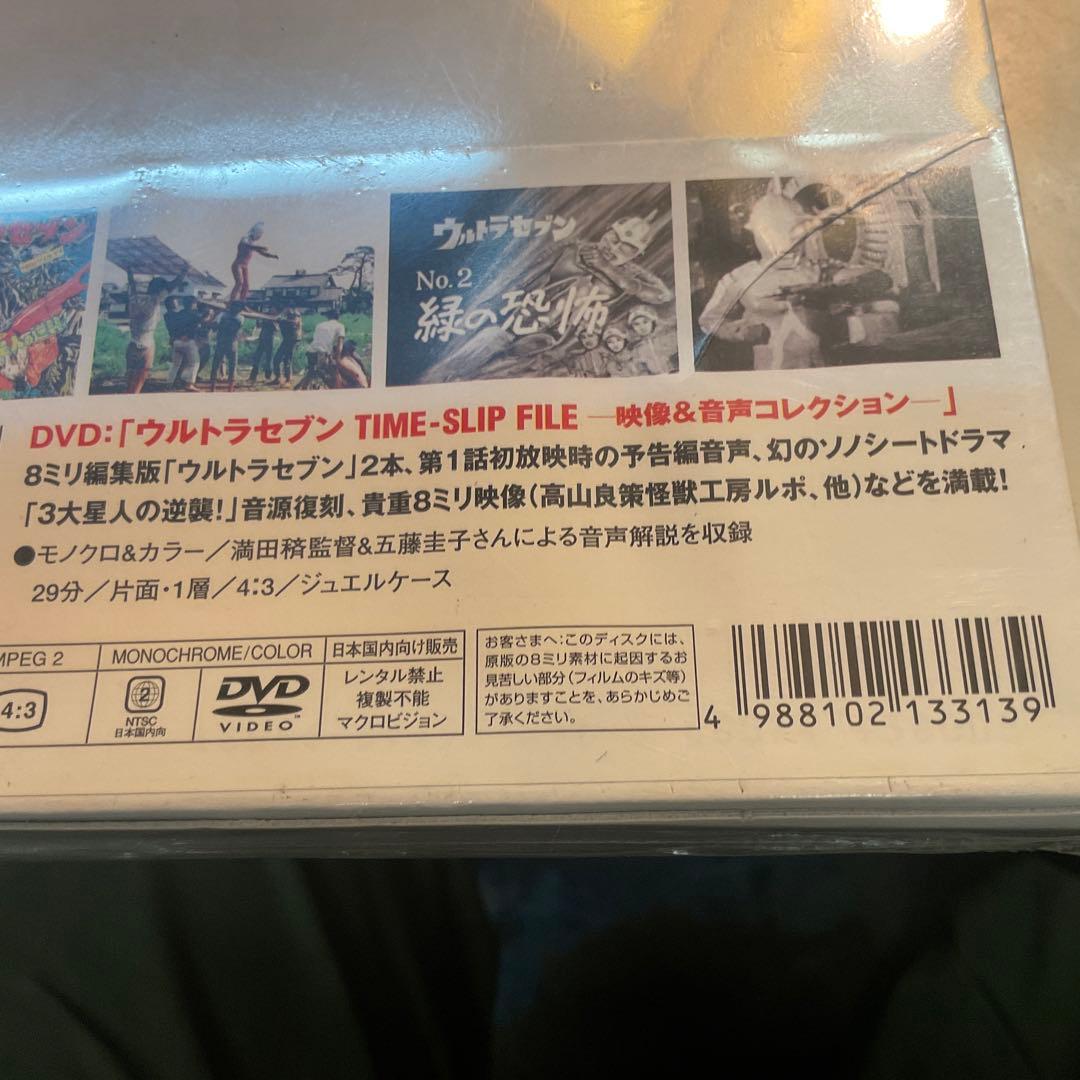 ウルトラセブン
No.2
緑の恐怖
DVD:「ウルトラセブン TIME-SLIP FILE ―映像&音声コレクション―」
8ミリ編集版「ウルトラセブン」2本、第1話初放映時の予告編音声、幻のソノシートドラマ
「3大星人の逆襲!」音源復刻、貴重8ミリ映像(高山良策怪獣工房ルポ、他)などを満載!
●モノクロ&カラー/満田𥡴監督&五藤圭子さんによる音声解説を収録
29分/片面・1層/4:3/ジュエルケース
MPEG 2
MONOCHROME/COLOR
日本国内向け販売
4:3
2
NTSC
日本国内向
DVD
VIDEO™
レンタル禁止
複製不能
マクロビジョン
お客さまへ:このディスクには、
原版の8ミリ素材に起因するお
見苦しい部分(フィルムのキズ等)
がありますことを、あらかじめご
了承ください。
4 988102 133139